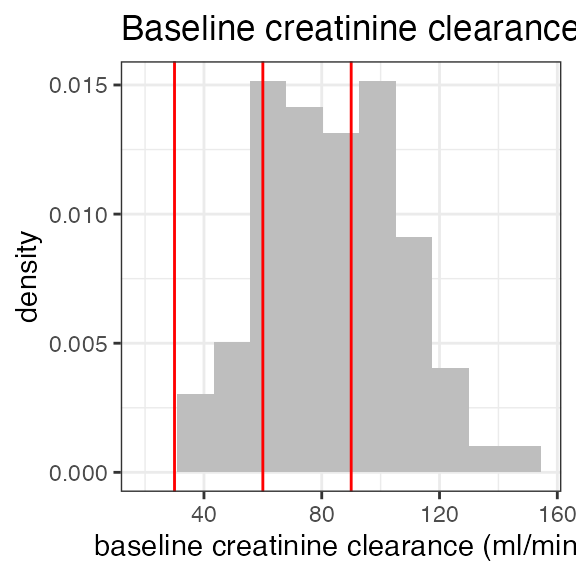 Baseline creatinine clearance
0.015
0.010
0.005
0.000
density
40 80 120 160
baseline creatinine clearance (ml/min